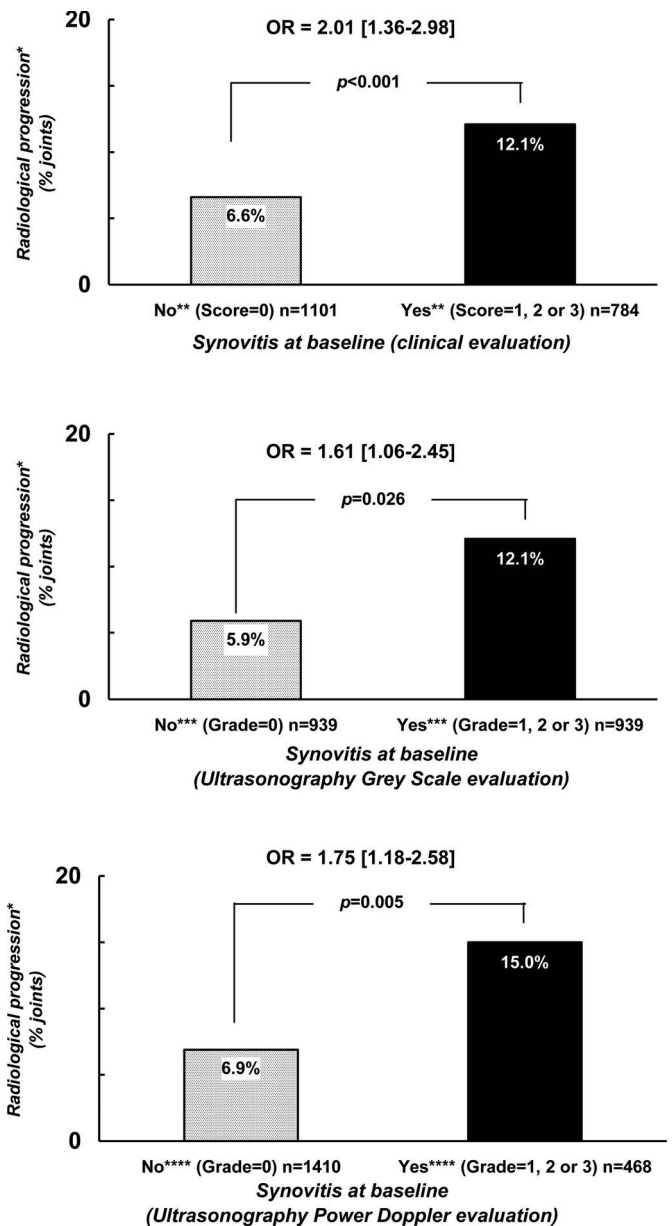 20
OR = 2.01 [1.36-2.98]
p<0.001
Radiological progression*
(% joints)
12.1%
6.6%
0
No** (Score=0) n=1101 Yes** (Score=1, 2 or 3) n=784
Synovitis at baseline (clinical evaluation)
20
OR = 1.61 [1.06-2.45]
p=0.026
Radiological progression*
(% joints)
12.1%
5.9%
0
No*** (Grade=0) n=939 Yes*** (Grade=1, 2 or 3) n=939
Synovitis at baseline
(Ultrasonography Grey Scale evaluation)
OR = 1.75 [1.18-2.58]
20
p=0.005
Radiological progression*
(% joints)
15.0%
6.9%
0
No**** (Grade=0) n=1410 Yes**** (Grade=1, 2 or 3) n=468
Synovitis at baseline
(Ultrasonography Power Doppler evaluation)